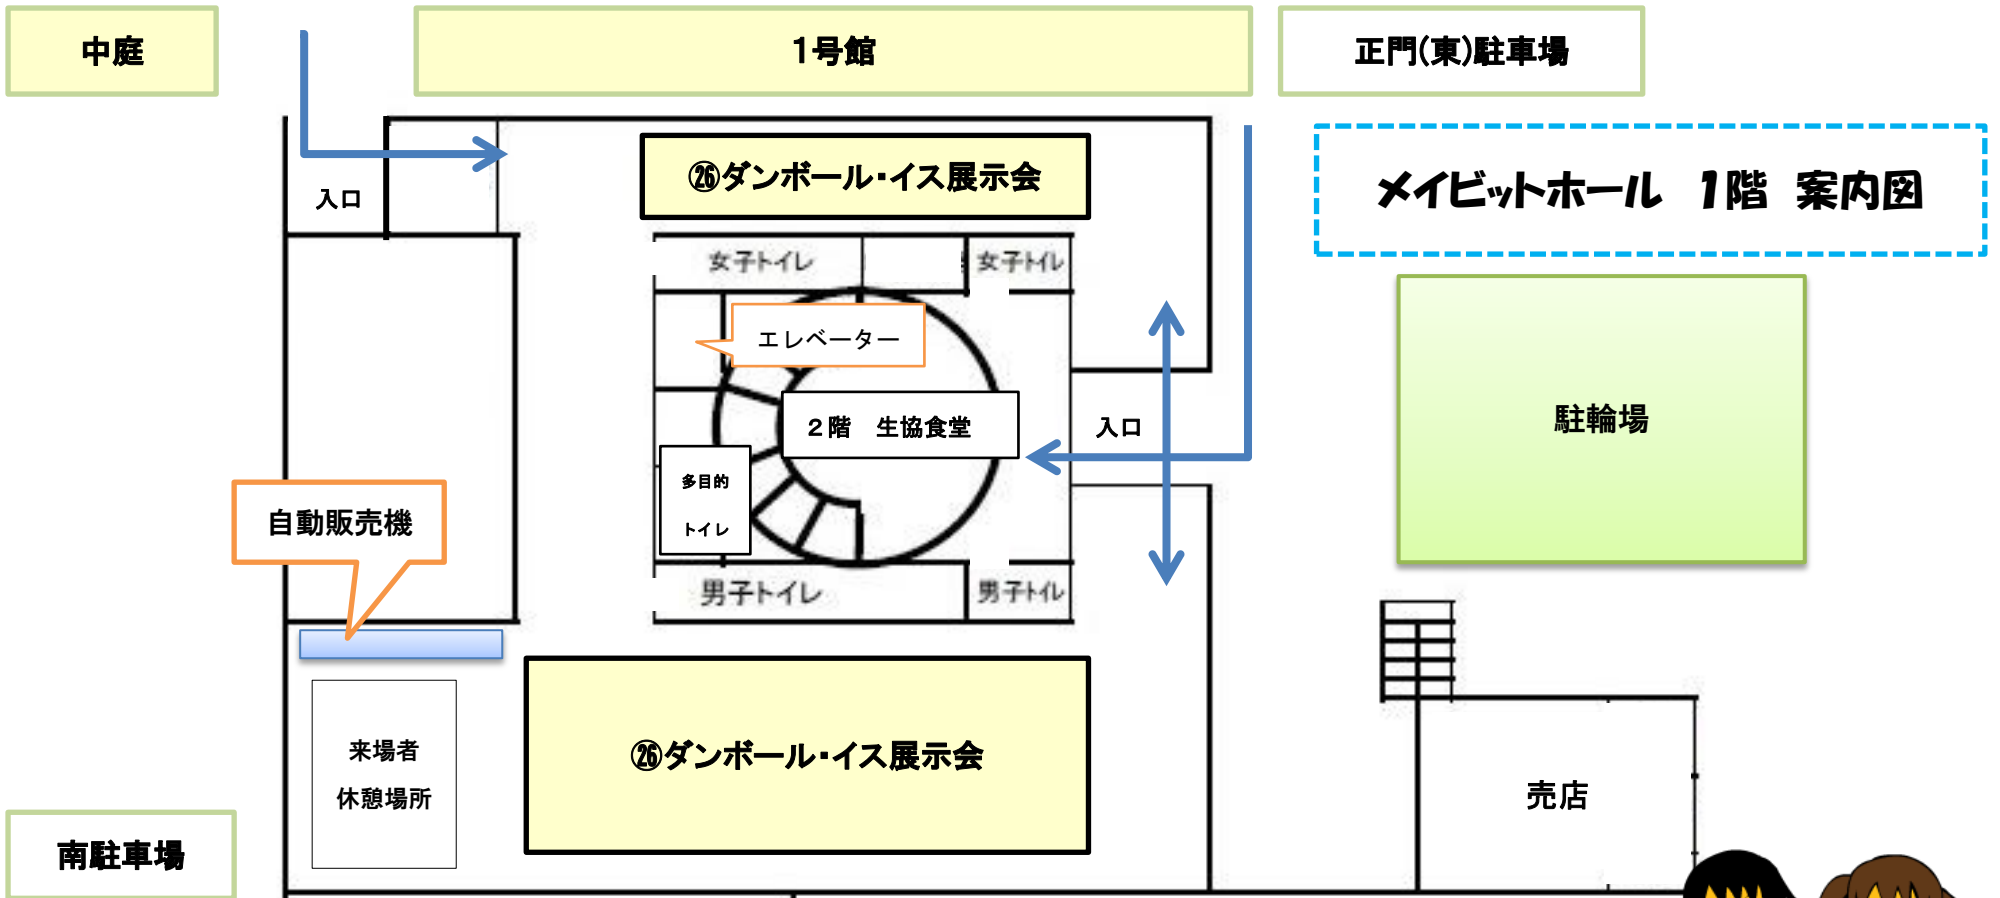 中庭
1号館
正門(東)駐車場
メイビットホール 1階 案内図
入口
㉖ダンボール・イス展示会
女子トイレ
女子トイレ
エレベーター
2階 生協食堂
入口
駐輪場
多目的
トイレ
自動販売機
男子トイレ
男子トイレ
来場者
休憩場所
㉖ダンボール・イス展示会
売店
南駐車場